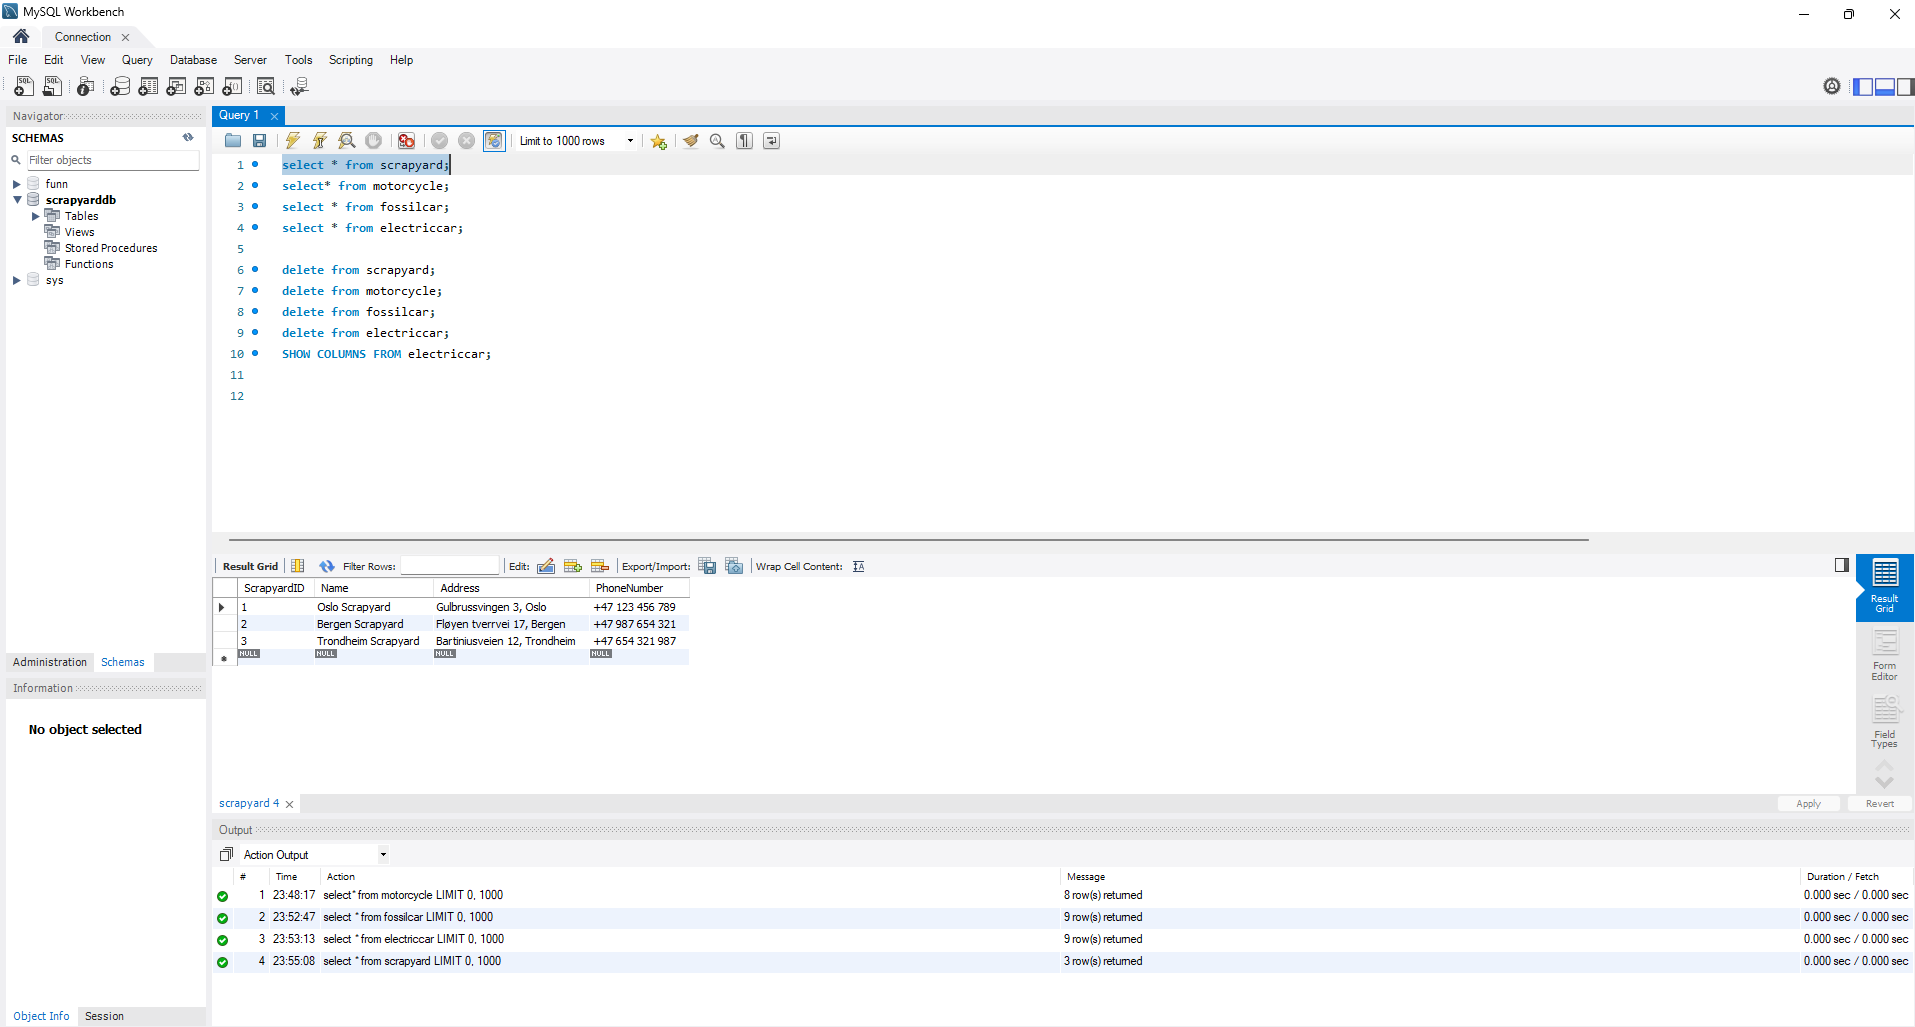 MySQL Workbench
Connection
File Edit View Query Database Server Tools Scripting Help
Navigator
SCHEMAS
Filter objects
funn
scrapyarddb
Tables
Views
Stored Procedures
Functions
sys
Administration Schemas
Information
No object selected
Object Info Session
Query 1
Limit to 1000 rows
1 select * from scrapyard;
2 select* from motorcycle;
3 select * from fossilcar;
4 select * from electriccar;
5
6 delete from scrapyard;
7 delete from motorcycle;
8 delete from fossilcar;
9 delete from electriccar;
10 SHOW COLUMNS FROM electriccar;
11
12
Result Grid Filter Rows: Edit: Export/Import: Wrap Cell Content:
ScrapyardID Name Address PhoneNumber
1 Oslo Scrapyard Gulbrussvingen 3, Oslo +47 123 456 789
2 Bergen Scrapyard Fløyen tverrvei 17, Bergen +47 987 654 321
3 Trondheim Scrapyard Bartiniusveien 12, Trondheim +47 654 321 987
NULL NULL NULL NULL
Result
Grid
Form
Editor
Field
Types
scrapyard 4
Apply Revert
Output
Action Output
# Time Action Message Duration / Fetch
1 23:48:17 select* from motorcycle LIMIT 0, 1000 8 row(s) returned 0.000 sec / 0.000 sec
2 23:52:47 select * from fossilcar LIMIT 0, 1000 9 row(s) returned 0.000 sec / 0.000 sec
3 23:53:13 select * from electriccar LIMIT 0, 1000 9 row(s) returned 0.000 sec / 0.000 sec
4 23:55:08 select * from scrapyard LIMIT 0, 1000 3 row(s) returned 0.000 sec / 0.000 sec